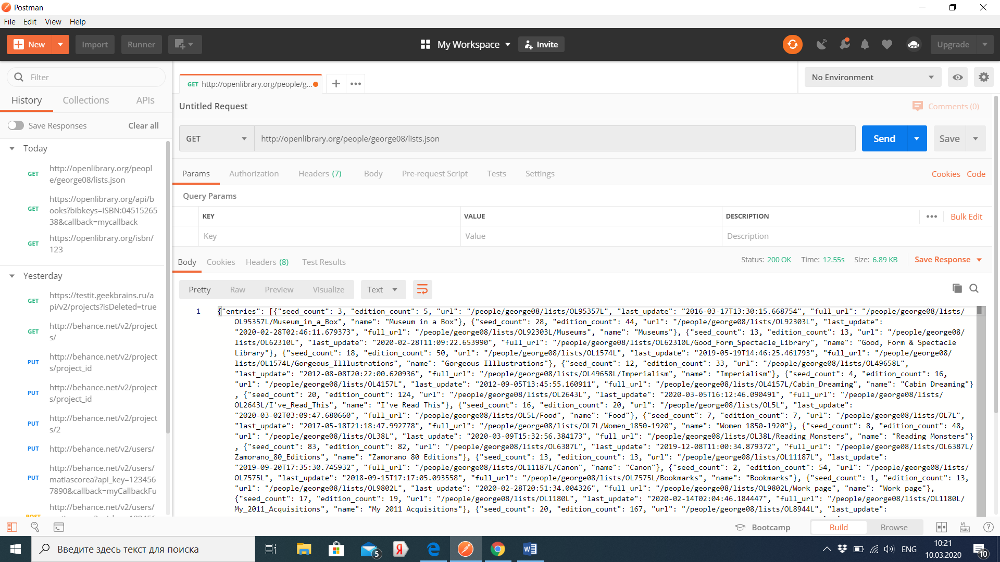 Postman
File Edit View Help
New Import Runner My Workspace Invite Upgrade
Filter
History Collections APIs
Save Responses Clear all
Today
GET http://openlibrary.org/peopl
e/george08/lists.json
GET https://openlibrary.org/api/b
ooks?bibkeys=ISBN:04515265
38&callback=mycallback
GET https://openlibrary.org/isbn/
123
Yesterday
GET https://testit.geekbrains.ru/a
pi/v2/projects?isDeleted=true
GET http://behance.net/v2/project
s/
PUT http://behance.net/v2/project
s/project_id
PUT http://behance.net/v2/project
s/project_id
PUT http://behance.net/v2/project
s/2
PUT http://behance.net/v2/users/
PUT http://behance.net/v2/users/
matiascorea?api_key=123456
7890&callback=myCallbackFu
http://behance.net/v2/users/
POST
GET http://openlibrary.org/people/g...
No Environment
Untitled Request
Comments (0)
GET http://openlibrary.org/people/george08/lists.json Send Save
Params Authorization Headers (7) Body Pre-request Script Tests Settings Cookies Code
Query Params
KEY VALUE DESCRIPTION Bulk Edit
Key Value Description
Body Cookies Headers (8) Test Results Status: 200 OK Time: 12.55s Size: 6.89 KB Save Response
Pretty Raw Preview Visualize Text
1 {"entries": [{"seed_count": 3, "edition_count": 5, "url": "/people/george08/lists/OL95357L", "last_update": "2016-03-17T13:30:15.668754", "full_url": "/people/george08/lists/
OL95357L/Museum_in_a_Box", "name": "Museum in a Box"}, {"seed_count": 28, "edition_count": 44, "url": "/people/george08/lists/OL92303L", "last_update":
"2020-02-28T02:46:11.679373", "full_url": "/people/george08/lists/OL92303L/Museums", "name": "Museums"}, {"seed_count": 13, "edition_count": 13, "url": "/people/george08/
lists/OL62310L", "last_update": "2020-02-28T11:09:22.653990", "full_url": "/people/george08/lists/OL62310L/Good_Form_Spectacle_Library", "name": "Good, Form & Spectacle
Library"}, {"seed_count": 18, "edition_count": 50, "url": "/people/george08/lists/OL1574L", "last_update": "2019-05-19T14:46:25.461793", "full_url": "/people/george08/
lists/OL1574L/Gorgeous_Illlustrations", "name": "Gorgeous Illlustrations"}, {"seed_count": 12, "edition_count": 33, "url": "/people/george08/lists/OL49658L",
"last_update": "2012-08-08T20:22:00.620936", "full_url": "/people/george08/lists/OL49658L/Imperialism", "name": "Imperialism"}, {"seed_count": 4, "edition_count": 16,
"url": "/people/george08/lists/OL4157L", "last_update": "2012-09-05T13:45:55.160911", "full_url": "/people/george08/lists/OL4157L/Cabin_Dreaming", "name": "Cabin Dreaming"}
, {"seed_count": 20, "edition_count": 124, "url": "/people/george08/lists/OL2643L", "last_update": "2020-03-05T16:12:46.090491", "full_url": "/people/george08/lists/
OL2643L/I've_Read_This", "name": "I've Read This"}, {"seed_count": 16, "edition_count": 20, "url": "/people/george08/lists/OL5L", "last_update":
"2020-03-02T03:09:47.680660", "full_url": "/people/george08/lists/OL5L/Food", "name": "Food"}, {"seed_count": 7, "edition_count": 7, "url": "/people/george08/lists/OL7L",
"last_update": "2017-05-18T21:18:47.992778", "full_url": "/people/george08/lists/OL7L/Women_1850-1920", "name": "Women 1850-1920"}, {"seed_count": 8, "edition_count": 48,
"url": "/people/george08/lists/OL38L", "last_update": "2020-03-09T15:32:56.384173", "full_url": "/people/george08/lists/OL38L/Reading_Monsters", "name": "Reading Monsters"}
, {"seed_count": 83, "edition_count": 82, "url": "/people/george08/lists/OL6387L", "last_update": "2019-12-08T11:00:34.879372", "full_url": "/people/george08/lists/OL6387L/
Zamorano_80_Editions", "name": "Zamorano 80 Editions"}, {"seed_count": 13, "edition_count": 13, "url": "/people/george08/lists/OL11187L", "last_update":
"2019-09-20T17:35:30.745932", "full_url": "/people/george08/lists/OL11187L/Canon", "name": "Canon"}, {"seed_count": 2, "edition_count": 54, "url": "/people/george08/lists/
OL7575L", "last_update": "2018-09-15T17:17:05.093558", "full_url": "/people/george08/lists/OL7575L/Bookmarks", "name": "Bookmarks"}, {"seed_count": 1, "edition_count": 13,
"url": "/people/george08/lists/OL9802L", "last_update": "2020-02-28T20:51:34.004326", "full_url": "/people/george08/lists/OL9802L/Work_page", "name": "Work page"},
{"seed_count": 17, "edition_count": 19, "url": "/people/george08/lists/OL1180L", "last_update": "2020-02-14T02:04:46.184447", "full_url": "/people/george08/lists/OL1180L/
My_2011_Acquisitions", "name": "My 2011 Acquisitions"}, {"seed_count": 20, "edition_count": 167, "url": "/people/george08/lists/OL8944L", "last_update":
Bootcamp Build Browse
Введите здесь текст для поиска
5
ENG
10:21
10.03.2020
10